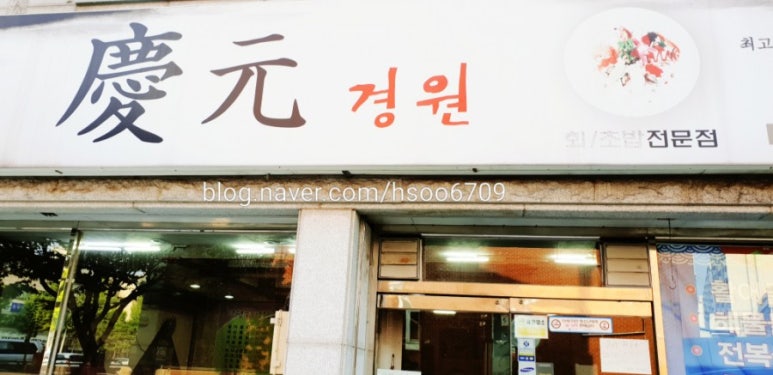 慶元 경원
최고
회/초밥전문점
blog.naver.com/hsoo6709
전복